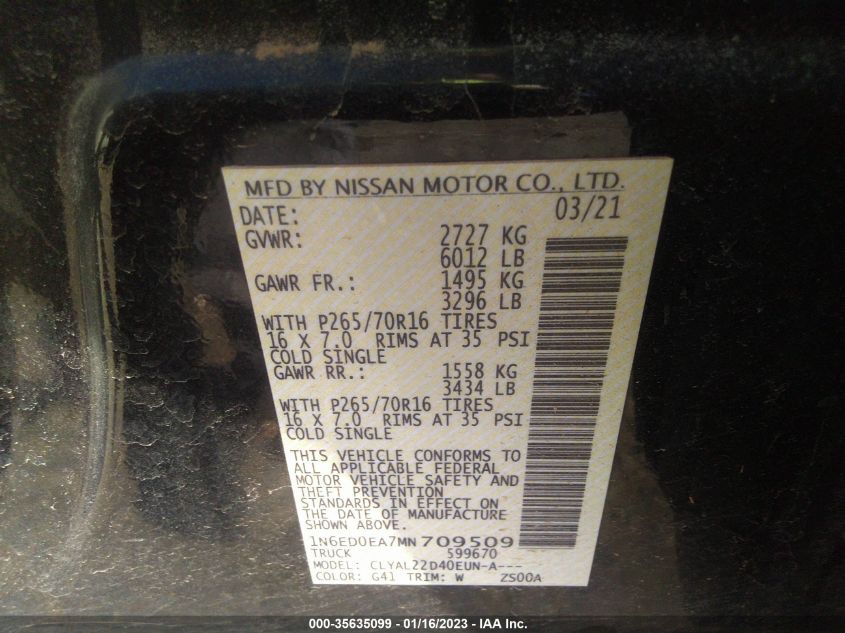 MFD BY NISSAN MOTOR CO., LTD.
DATE: 03/21
GVWR: 2727 KG
6012 LB
GAWR FR.: 1495 KG
3296 LB
WITH P265/70R16 TIRES
16 X 7.0 RIMS AT 35 PSI
COLD SINGLE
GAWR RR.: 1558 KG
3434 LB
WITH P265/70R16 TIRES
16 X 7.0 RIMS AT 35 PSI
COLD SINGLE
THIS VEHICLE CONFORMS TO
ALL APPLICABLE FEDERAL
MOTOR VEHICLE SAFETY AND
THEFT PREVENTION
STANDARDS IN EFFECT ON
THE DATE OF MANUFACTURE
SHOWN ABOVE.
1N6ED0EA7MN709509
TRUCK 599670
MODEL: CLYAL22D40EUN-A---
COLOR: G41 TRIM: W ZS00A
000-35635099 - 01/16/2023 - IAA Inc.